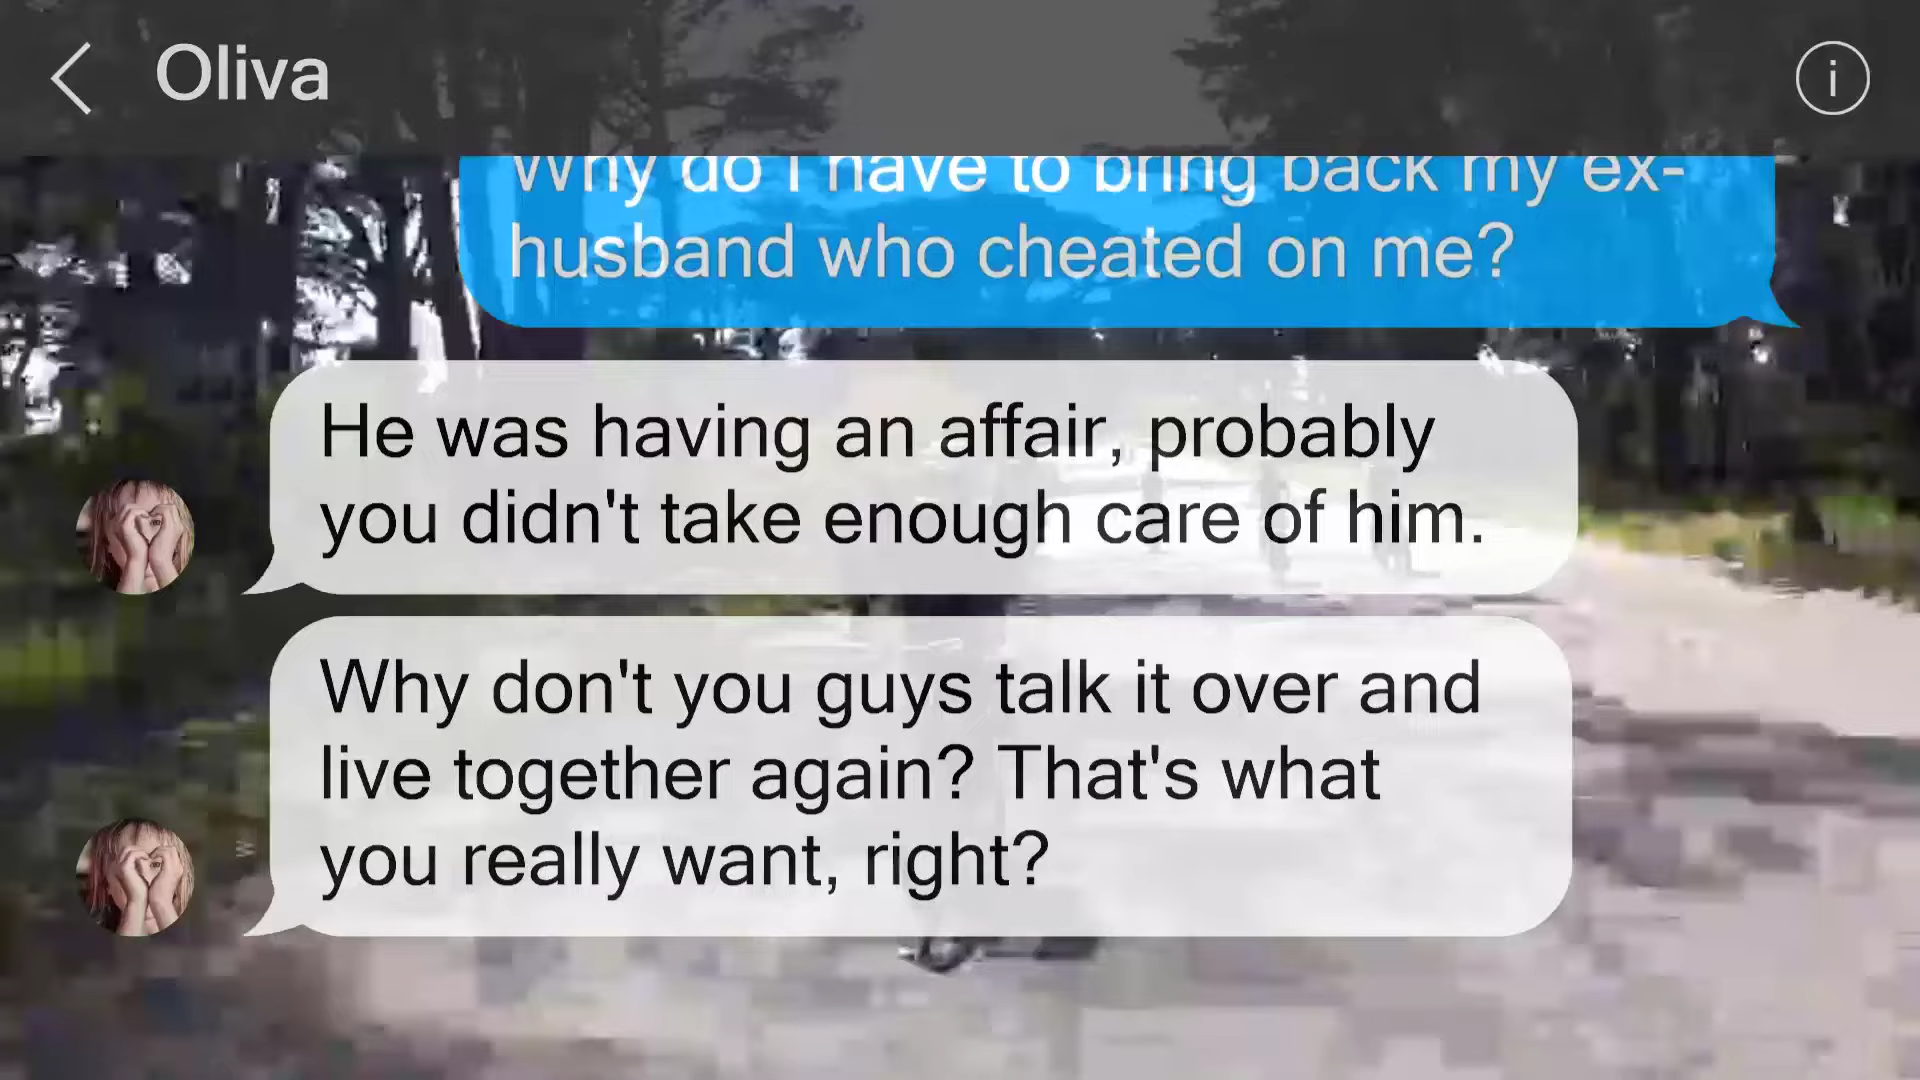 Oliva
Why do I have to bring back my ex-
husband who cheated on me?
He was having an affair, probably
you didn't take enough care of him.
Why don't you guys talk it over and
live together again? That's what
you really want, right?